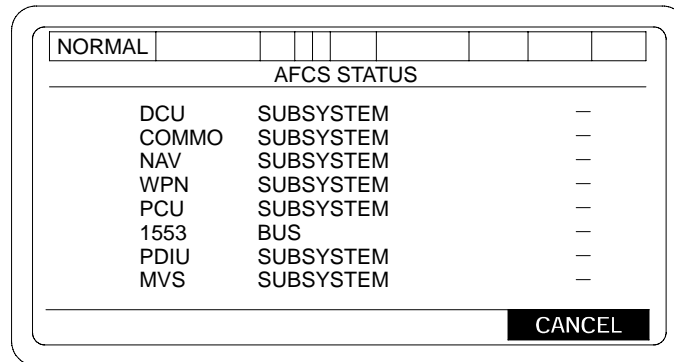 NORMAL
AFCS STATUS
DCU SUBSYSTEM —
COMMO SUBSYSTEM —
NAV SUBSYSTEM —
WPN SUBSYSTEM —
PCU SUBSYSTEM —
1553 BUS —
PDIU SUBSYSTEM —
MVS SUBSYSTEM —
CANCEL